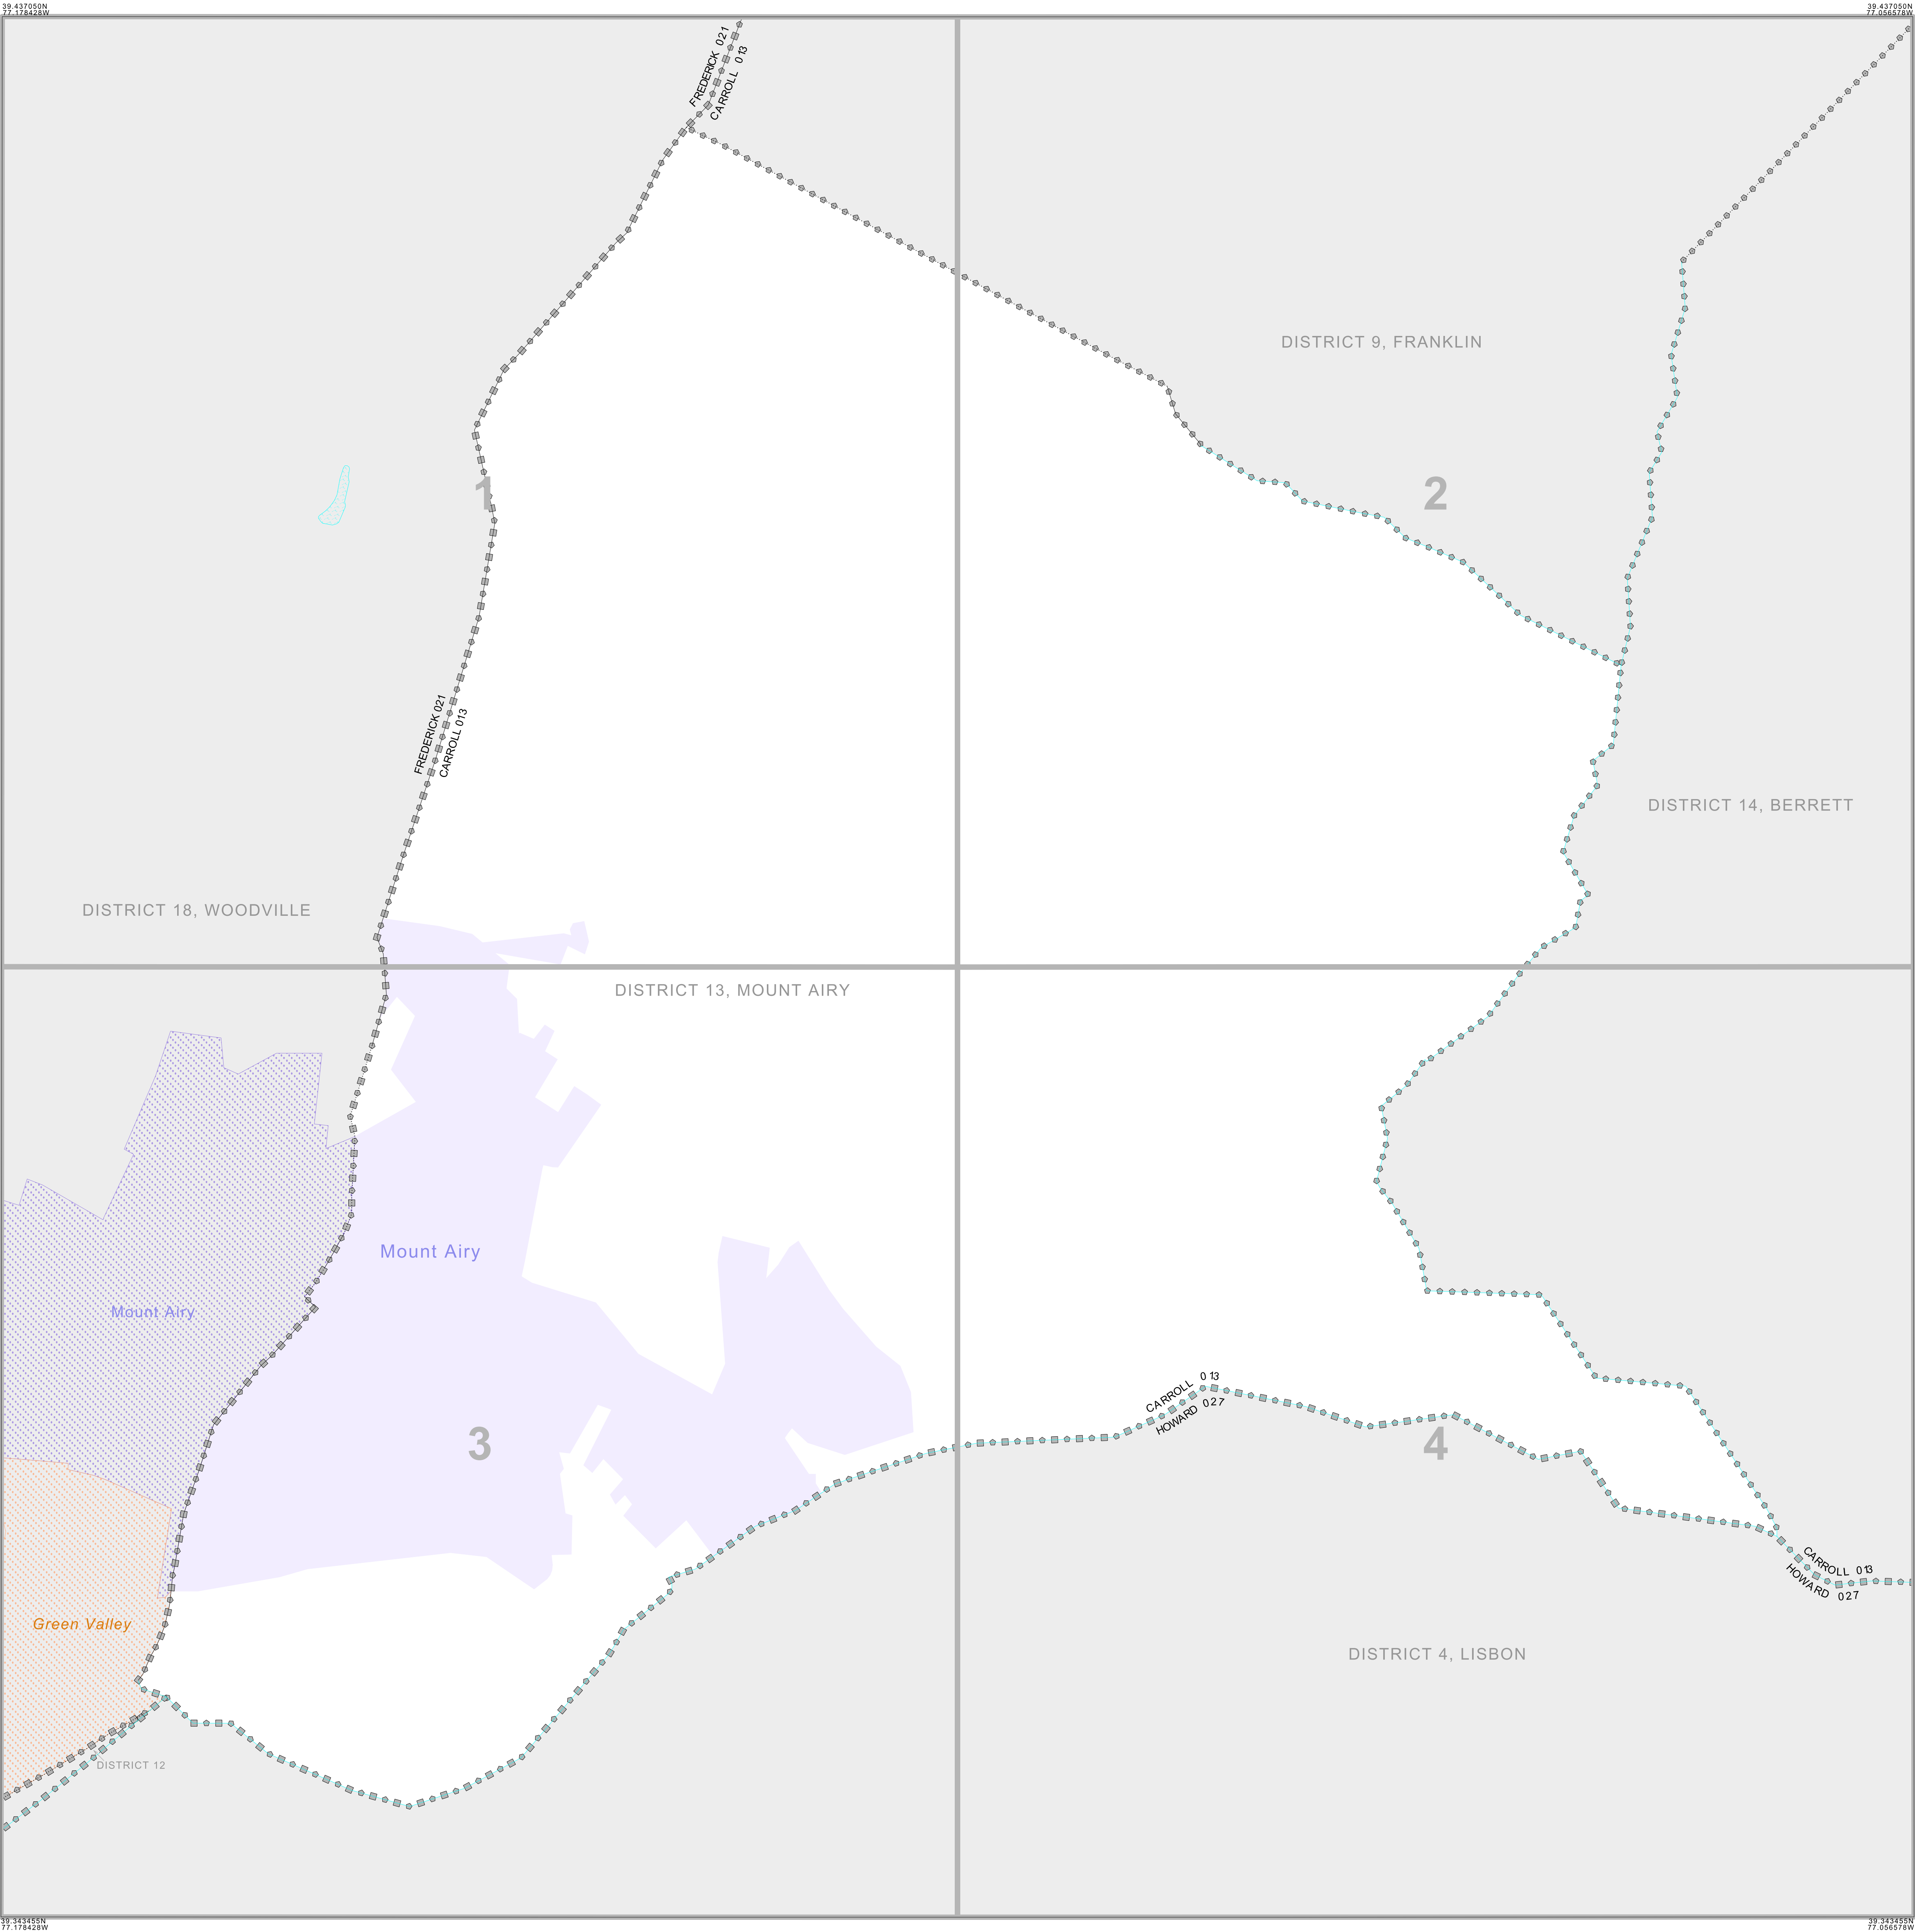 39.437050N
77.178428W
39.437050N
77.056578W
FREDERICK 021
CARROLL 013
DISTRICT 9, FRANKLIN
1
2
FREDERICK 021
CARROLL 013
DISTRICT 14, BERRETT
DISTRICT 18, WOODVILLE
DISTRICT 13, MOUNT AIRY
Mount Airy
Mount Airy
CARROLL 013
HOWARD 027
3
4
CARROLL 013
HOWARD 027
Green Valley
DISTRICT 4, LISBON
DISTRICT 12
39.343455N
77.178428W
39.343455N
77.056578W